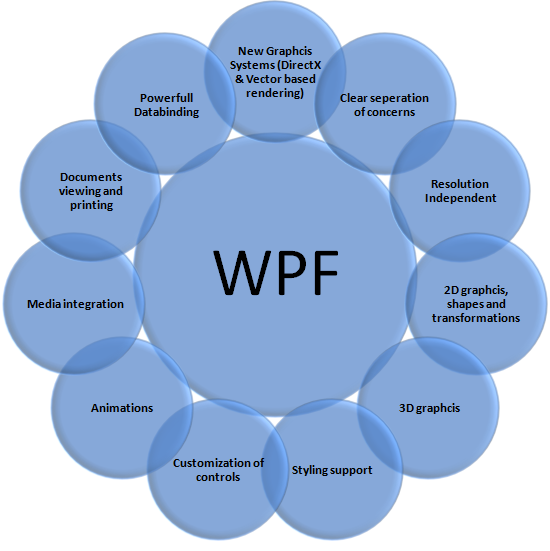 New Graphcis
Systems (DirectX
& Vector based
rendering)
Clear seperation
of concerns
Resolution
Independent
2D graphcis,
shapes and
transformations
3D graphcis
Styling support
Customization of
controls
Animations
Media integration
Documents
viewing and
printing
Powerfull
Databinding
WPF